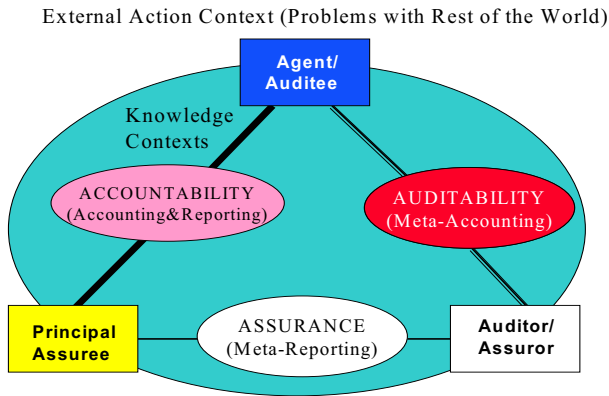 External Action Context (Problems with Rest of the World)
Agent/
Auditee
Knowledge
Contexts
ACCOUNTABILITY
(Accounting&Reporting)
AUDITABILITY
(Meta-Accounting)
Principal
Assuree
ASSURANCE
(Meta-Reporting)
Auditor/
Assuror